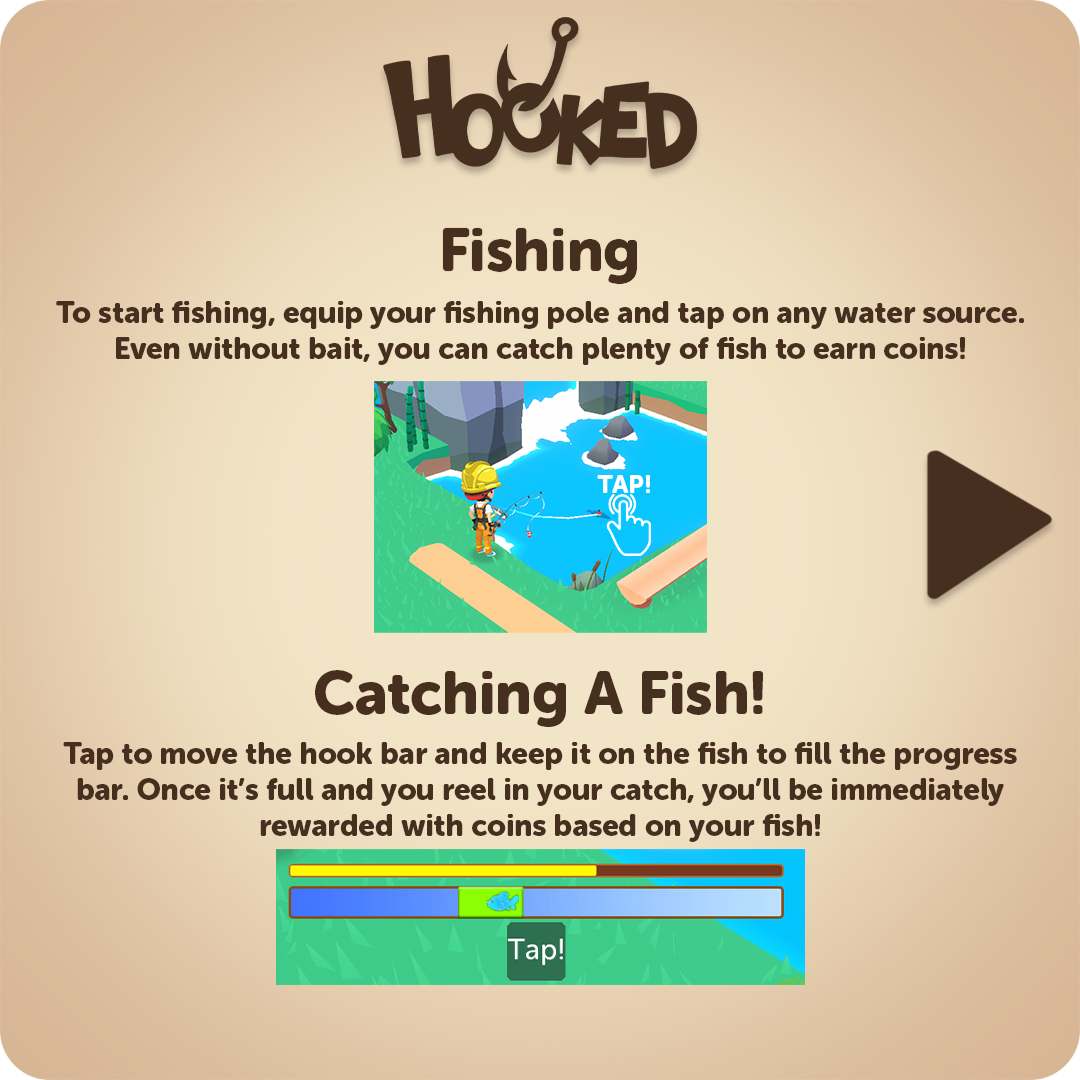 HOOKED
Fishing
To start fishing, equip your fishing pole and tap on any water source.
Even without bait, you can catch plenty of fish to earn coins!
TAP!
Catching A Fish!
Tap to move the hook bar and keep it on the fish to fill the progress
bar. Once it’s full and you reel in your catch, you’ll be immediately
rewarded with coins based on your fish!
Tap!